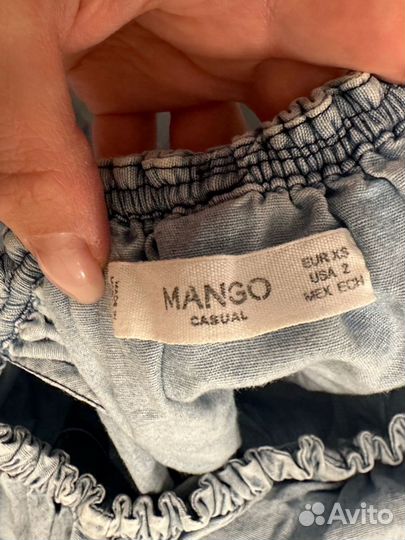 MANGO
CASUAL
EUR XS
USA 2
MEX ECH
Avito